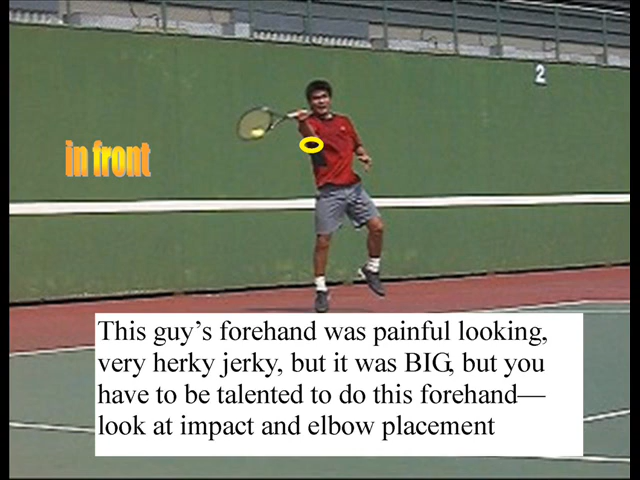 2
in front
This guy’s forehand was painful looking,
very herky jerky, but it was BIG, but you
have to be talented to do this forehand—
look at impact and elbow placement